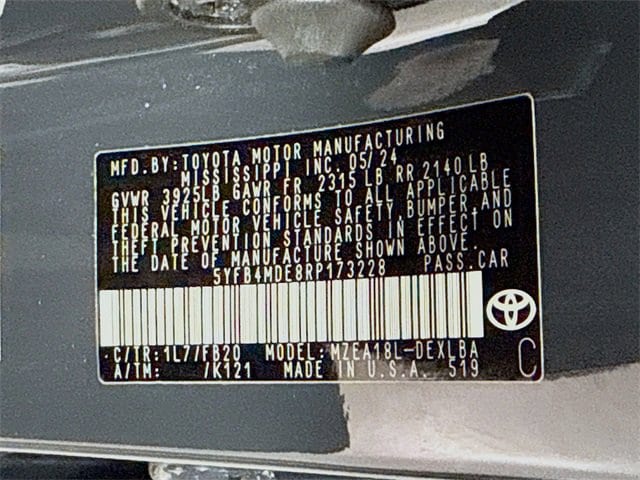 MFD.BY:TOYOTA MOTOR MANUFACTURING
MISSISSIPPI INC. 05/24
GVWR 3925LB GAWR FR 2315 LB RR 2140 LB
THIS VEHICLE CONFORMS TO ALL APPLICABLE
FEDERAL MOTOR VEHICLE SAFETY, BUMPER, AND
THEFT PREVENTION STANDARDS IN EFFECT ON
THE DATE OF MANUFACTURE SHOWN ABOVE.
5YFB4MDE8RP173228 PASS.CAR
C/TR:1L7/FB20 MODEL:MZEA18L-DEXLBA
A/TM: /K121 MADE IN U.S.A. 519 C